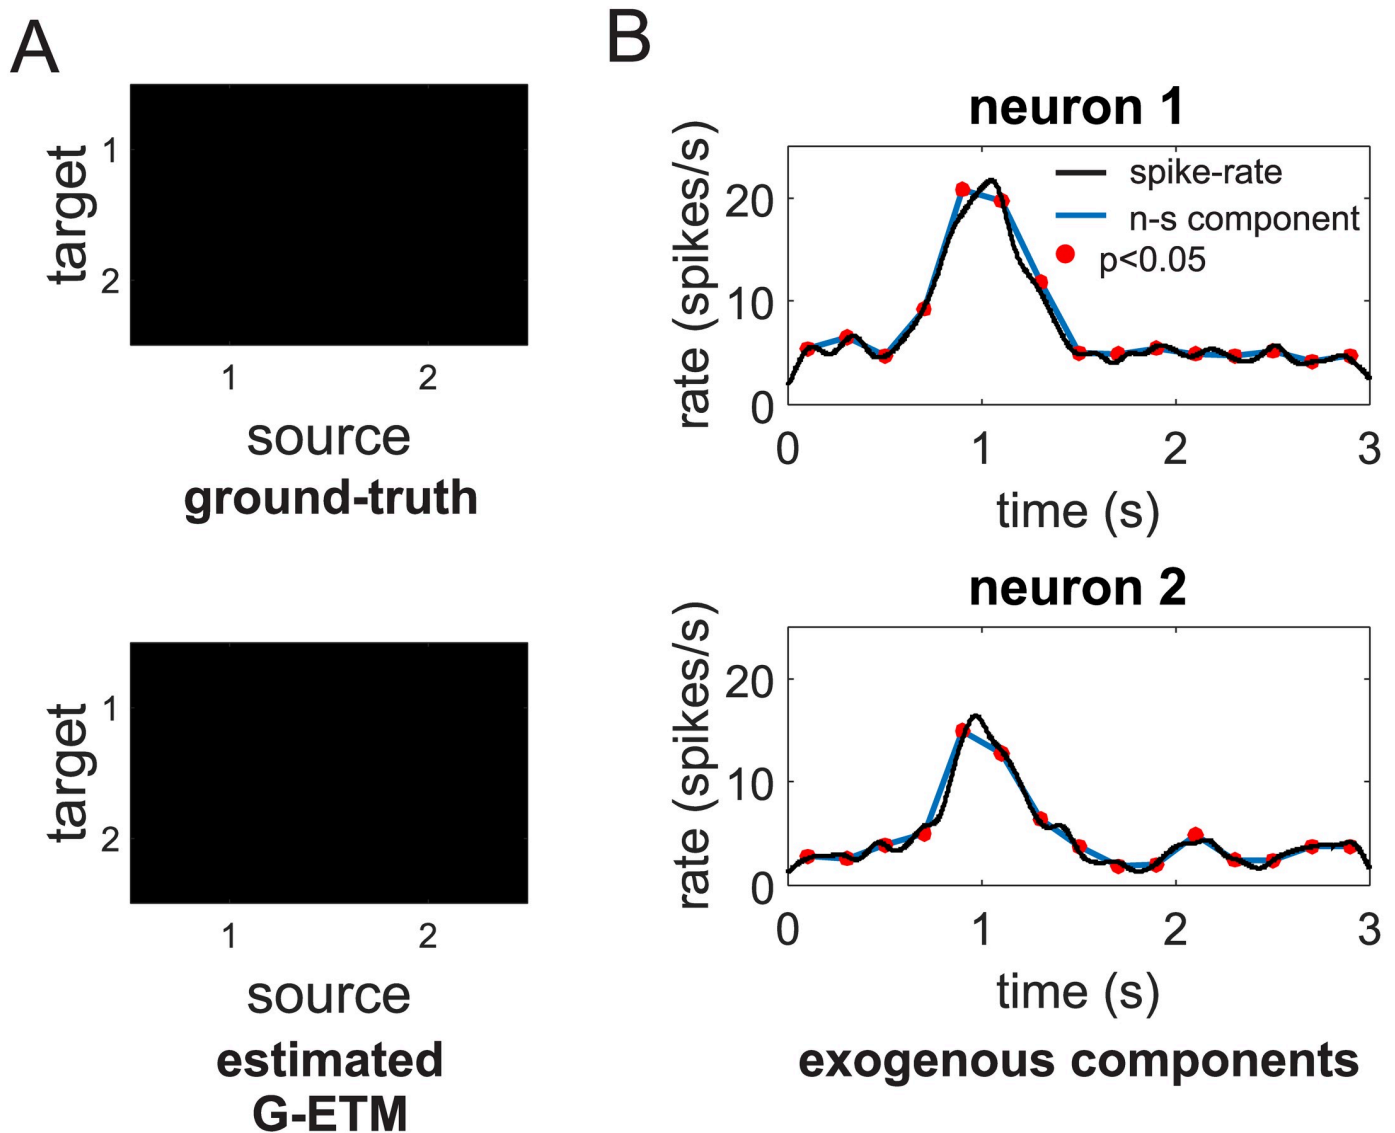 A
target
1
2
1
2
source
ground-truth
target
1
2
1
2
source
estimated
G-ETM
B
neuron 1
rate (spikes/s)
20
10
0
spike-rate
n-s component
p<0.05
0
1
2
3
time (s)
neuron 2
rate (spikes/s)
20
10
0
0
1
2
3
time (s)
exogenous components